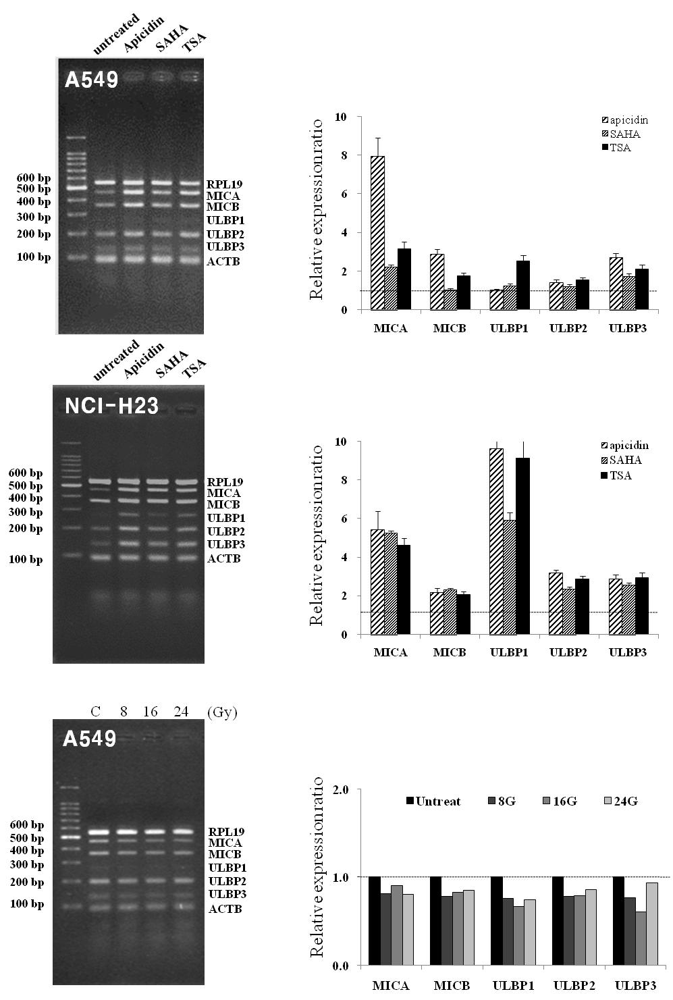 untreated Apicidin SAHA TSA
A549
600 bp
500 bp
400 bp
300 bp
200 bp
100 bp
RPL19
MICA
MICB
ULBP1
ULBP2
ULBP3
ACTB
Relative expressionratio
10
8
6
4
2
0
apicidin
SAHA
TSA
MICA MICB ULBP1 ULBP2 ULBP3
untreated Apicidin SAHA TSA
NCI-H23
600 bp
500 bp
400 bp
300 bp
200 bp
100 bp
RPL19
MICA
MICB
ULBP1
ULBP2
ULBP3
ACTB
Relative expressionratio
10
8
6
4
2
0
apicidin
SAHA
TSA
MICA MICB ULBP1 ULBP2 ULBP3
C 8 16 24 (Gy)
A549
600 bp
500 bp
400 bp
300 bp
200 bp
100 bp
RPL19
MICA
MICB
ULBP1
ULBP2
ULBP3
ACTB
Relative expressionratio
2.0
1.0
0.0
Untreat 8G 16G 24G
MICA MICB ULBP1 ULBP2 ULBP3